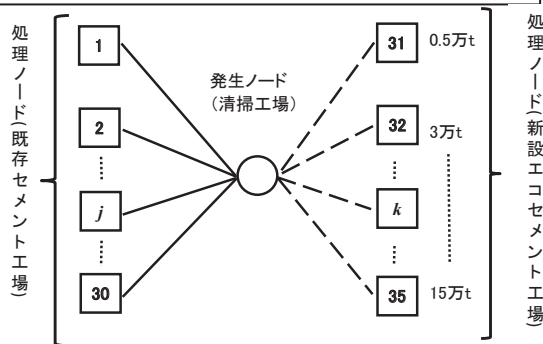 処理ノード(既存セメント工場)
1
2
j
30
発生ノード
(清掃工場)
31 0.5万t
32 3万t
k
35 15万t
処理ノード(新設エコセメント工場)